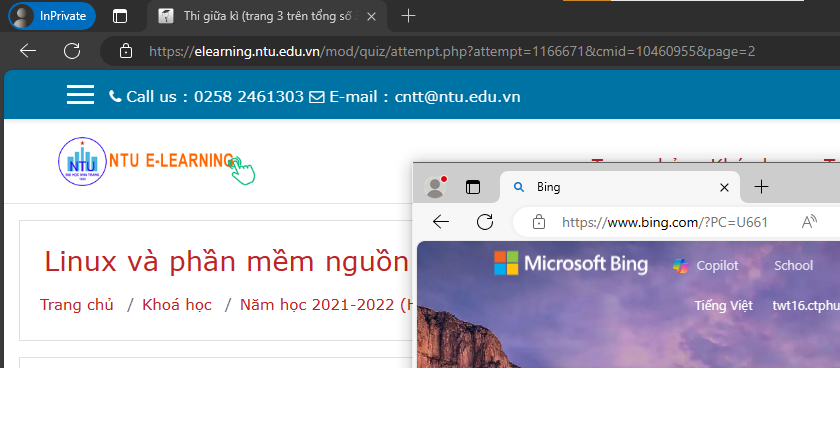 InPrivate
Thi giữa kì (trang 3 trên tổng số
https://elearning.ntu.edu.vn/mod/quiz/attempt.php?attempt=1166671&cmid=10460955&page=2
Call us : 0258 2461303 E-mail : cntt@ntu.edu.vn
NTU
NTU E-LEARNING
Bing
https://www.bing.com/?PC=U661
Linux và phần mềm nguồn
Microsoft Bing Copilot School
Trang chủ / Khoá học / Năm học 2021-2022 (H
Tiếng Việt twt16.ctphu